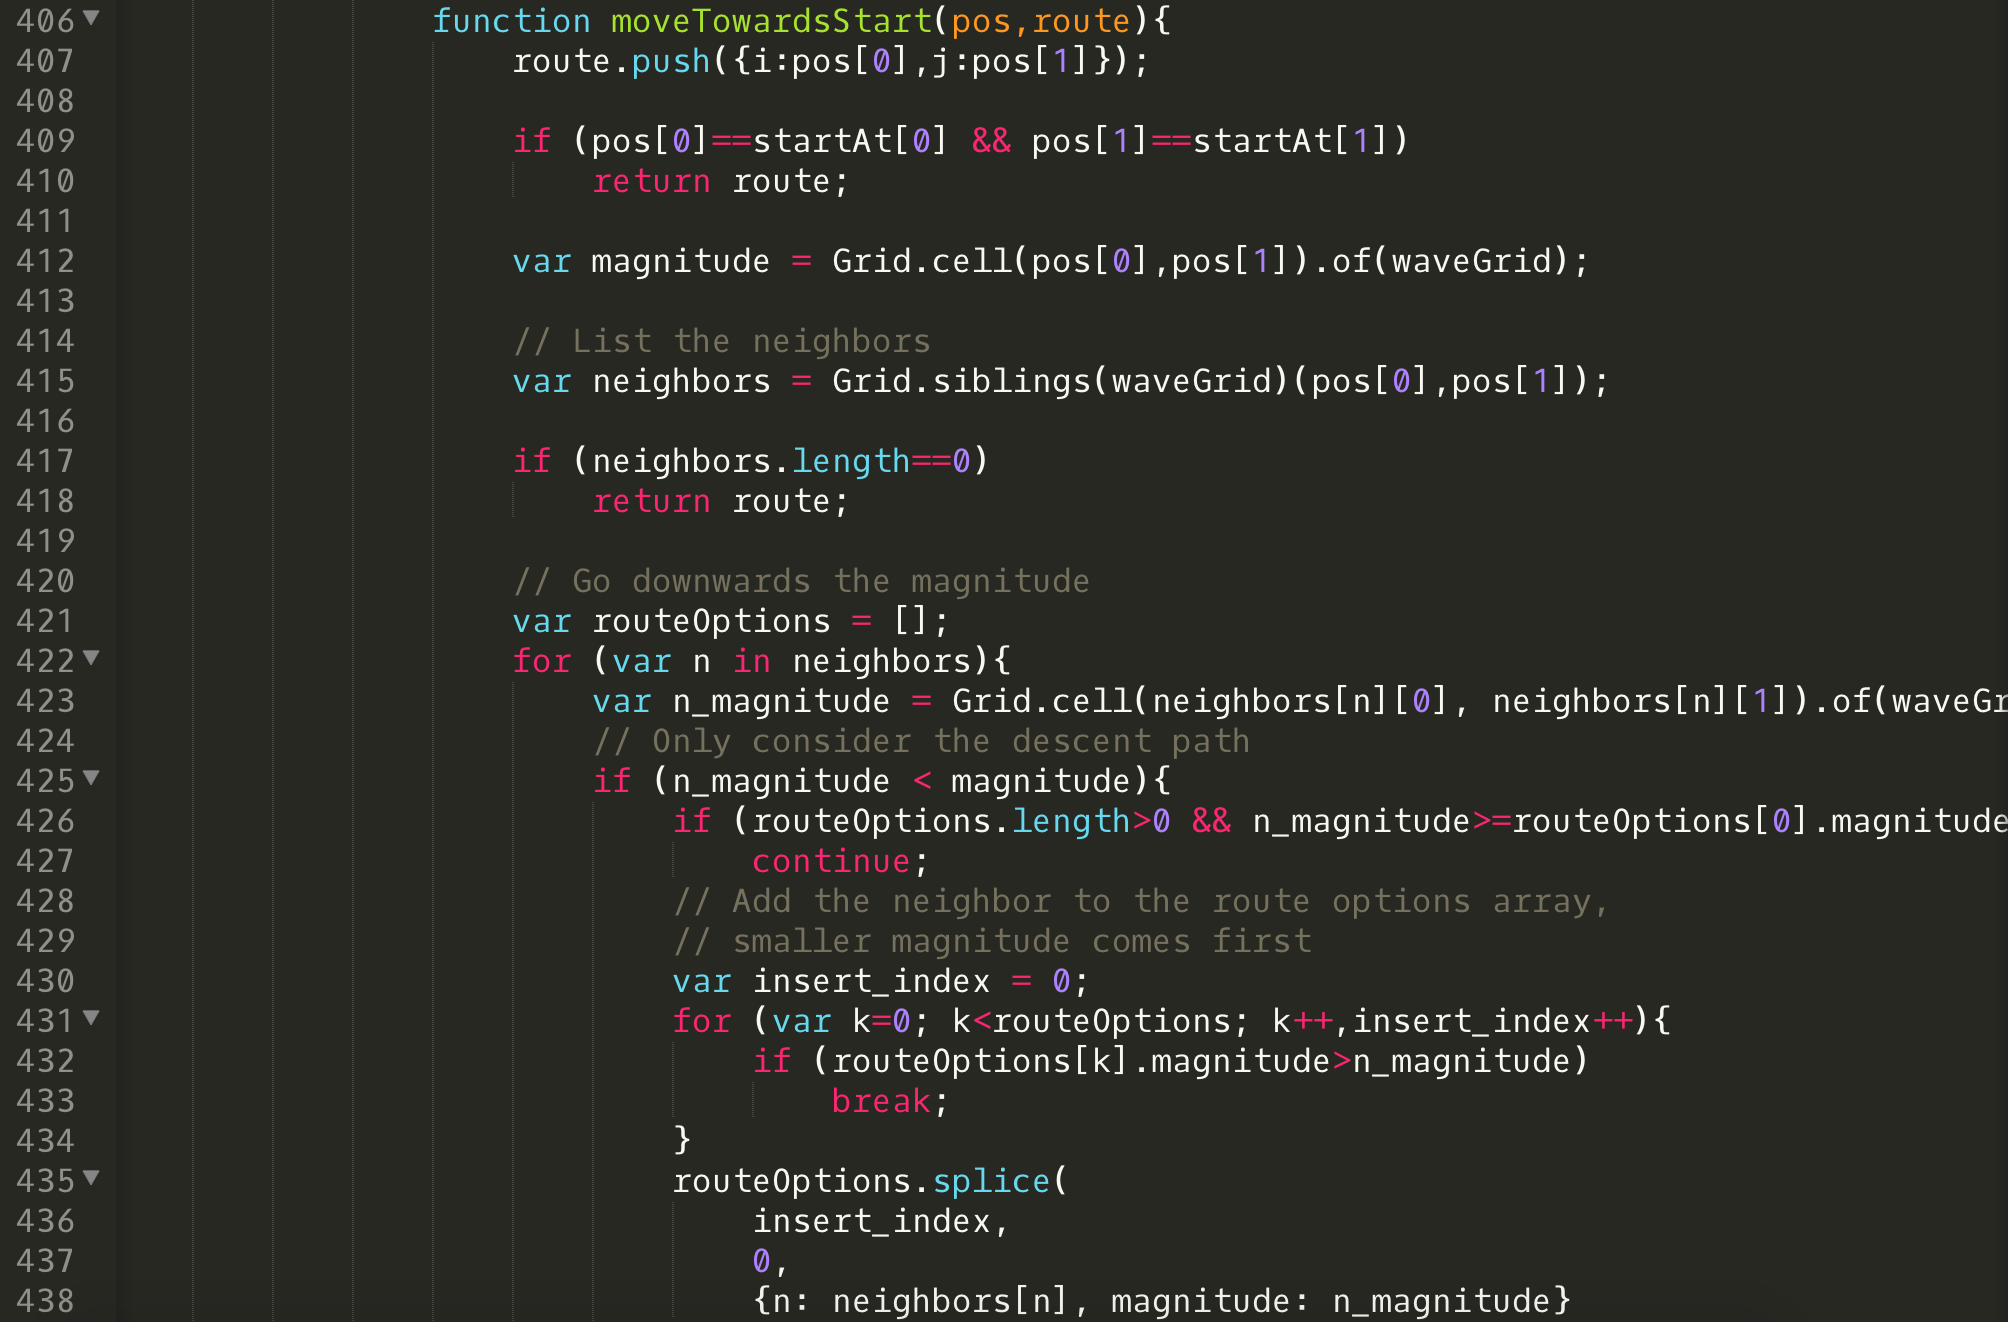 406 function moveTowardsStart(pos,route){
407 route.push({i:pos[0],j:pos[1]});
408
409 if (pos[0]==startAt[0] && pos[1]==startAt[1])
410 return route;
411
412 var magnitude = Grid.cell(pos[0],pos[1]).of(waveGrid);
413
414 // List the neighbors
415 var neighbors = Grid.siblings(waveGrid)(pos[0],pos[1]);
416
417 if (neighbors.length==0)
418 return route;
419
420 // Go downwards the magnitude
421 var routeOptions = [];
422 for (var n in neighbors){
423 var n_magnitude = Grid.cell(neighbors[n][0], neighbors[n][1]).of(waveGr
424 // Only consider the descent path
425 if (n_magnitude < magnitude){
426 if (routeOptions.length>0 && n_magnitude>=routeOptions[0].magnitude
427 continue;
428 // Add the neighbor to the route options array,
429 // smaller magnitude comes first
430 var insert_index = 0;
431 for (var k=0; k<routeOptions; k++,insert_index++){
432 if (routeOptions[k].magnitude>n_magnitude)
433 break;
434 }
435 routeOptions.splice(
436 insert_index,
437 0,
438 {n: neighbors[n], magnitude: n_magnitude}